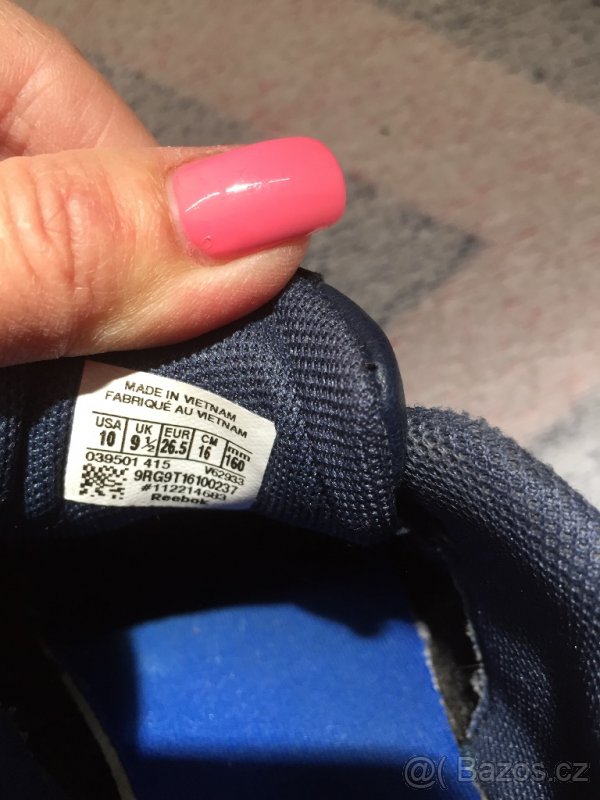 MADE IN VIETNAM
FABRIQUÉ AU VIETNAM
USA UK EUR CM mm
10 9 ½ 26.5 16 160
039501 415 V62933
9RG9T16100237
#112214683
Reebok
@( Bazos.cz